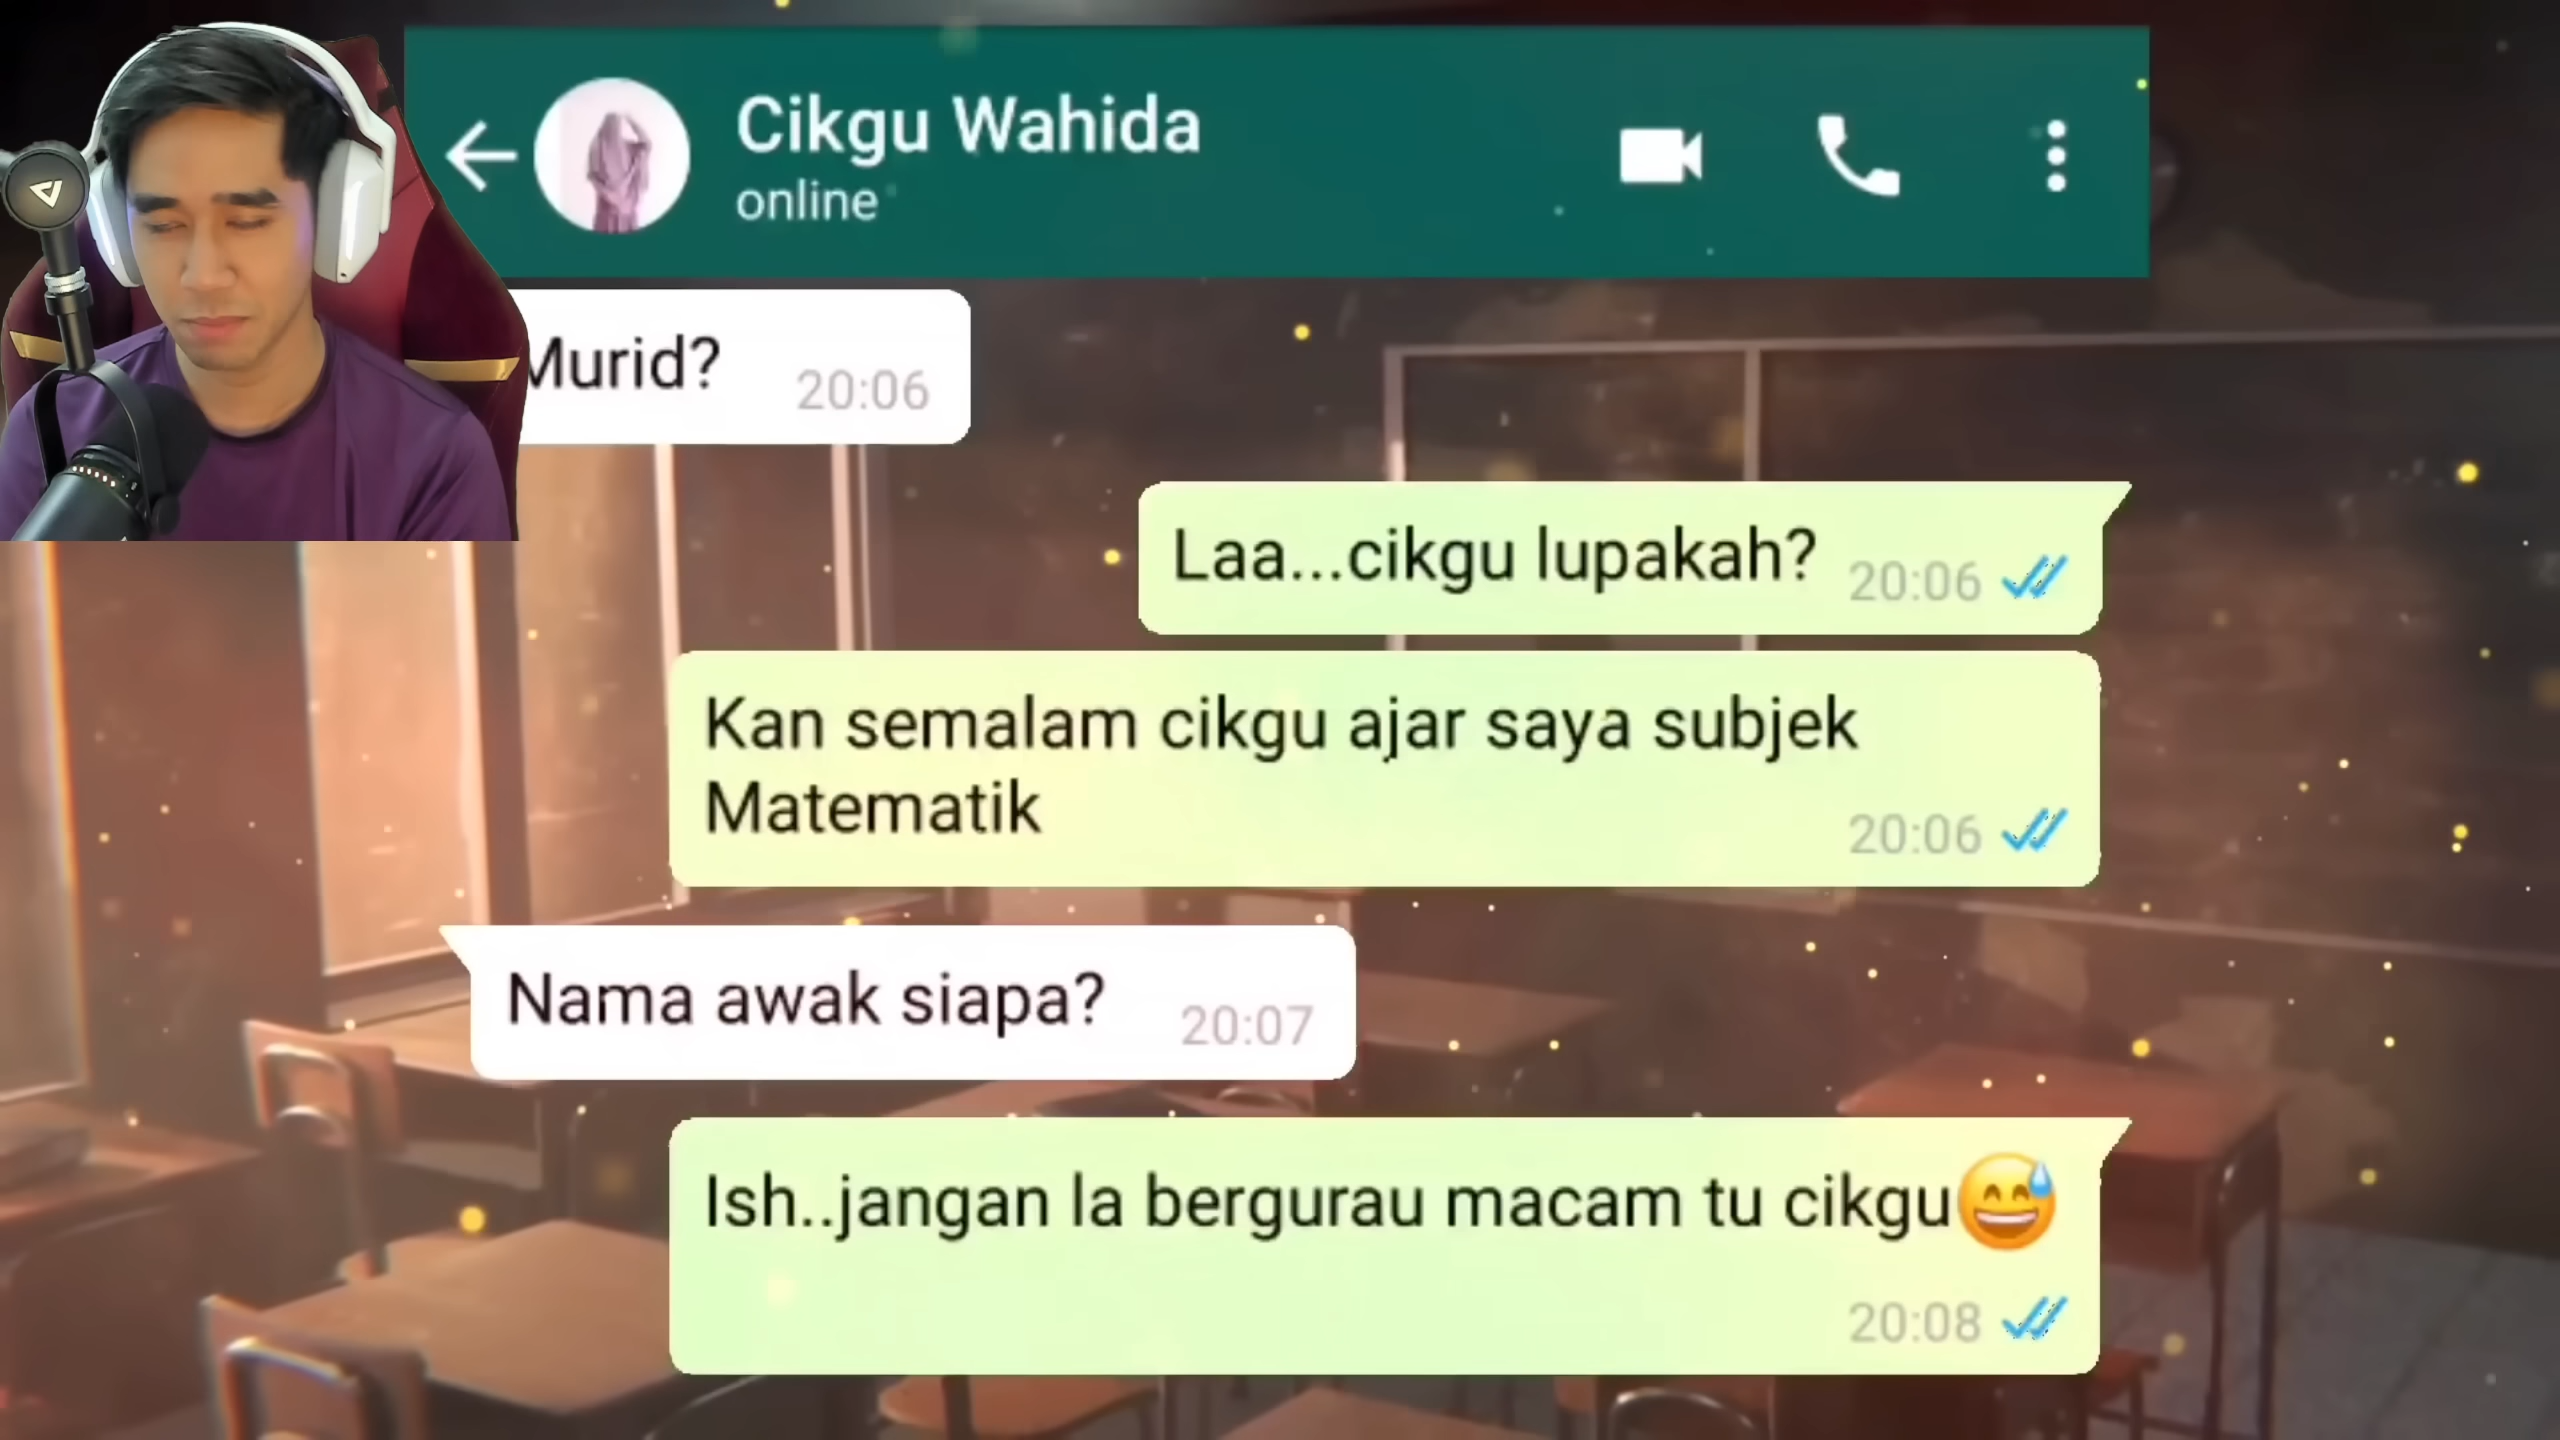 Cikgu Wahida
online
Murid?
20:06
Laa...cikgu lupakah?
20:06
Kan semalam cikgu ajar saya subjek
Matematik
20:06
Nama awak siapa?
20:07
Ish..jangan la bergurau macam tu cikgu😅
20:08